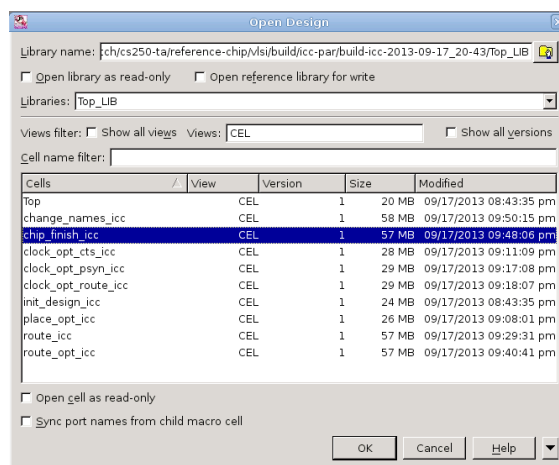 Open Design
Library name: tch/cs250-ta/reference-chip/vlsi/build/icc-par/build-icc-2013-09-17_20-43/Top_LIB
Open library as read-only Open reference library for write
Libraries: Top_LIB
Views filter: Show all views Views: CEL Show all versions
Cell name filter:
Cells View Version Size Modified
Top CEL 1 20 MB 09/17/2013 08:43:35 pm
change_names_icc CEL 1 58 MB 09/17/2013 09:50:15 pm
chip_finish_icc CEL 1 57 MB 09/17/2013 09:48:06 pm
clock_opt_cts_icc CEL 1 28 MB 09/17/2013 09:11:09 pm
clock_opt_psyn_icc CEL 1 29 MB 09/17/2013 09:17:08 pm
clock_opt_route_icc CEL 1 29 MB 09/17/2013 09:18:07 pm
init_design_icc CEL 1 24 MB 09/17/2013 08:43:35 pm
place_opt_icc CEL 1 26 MB 09/17/2013 09:08:01 pm
route_icc CEL 1 57 MB 09/17/2013 09:29:31 pm
route_opt_icc CEL 1 57 MB 09/17/2013 09:40:41 pm
Open cell as read-only
Sync port names from child macro cell
OK Cancel Help